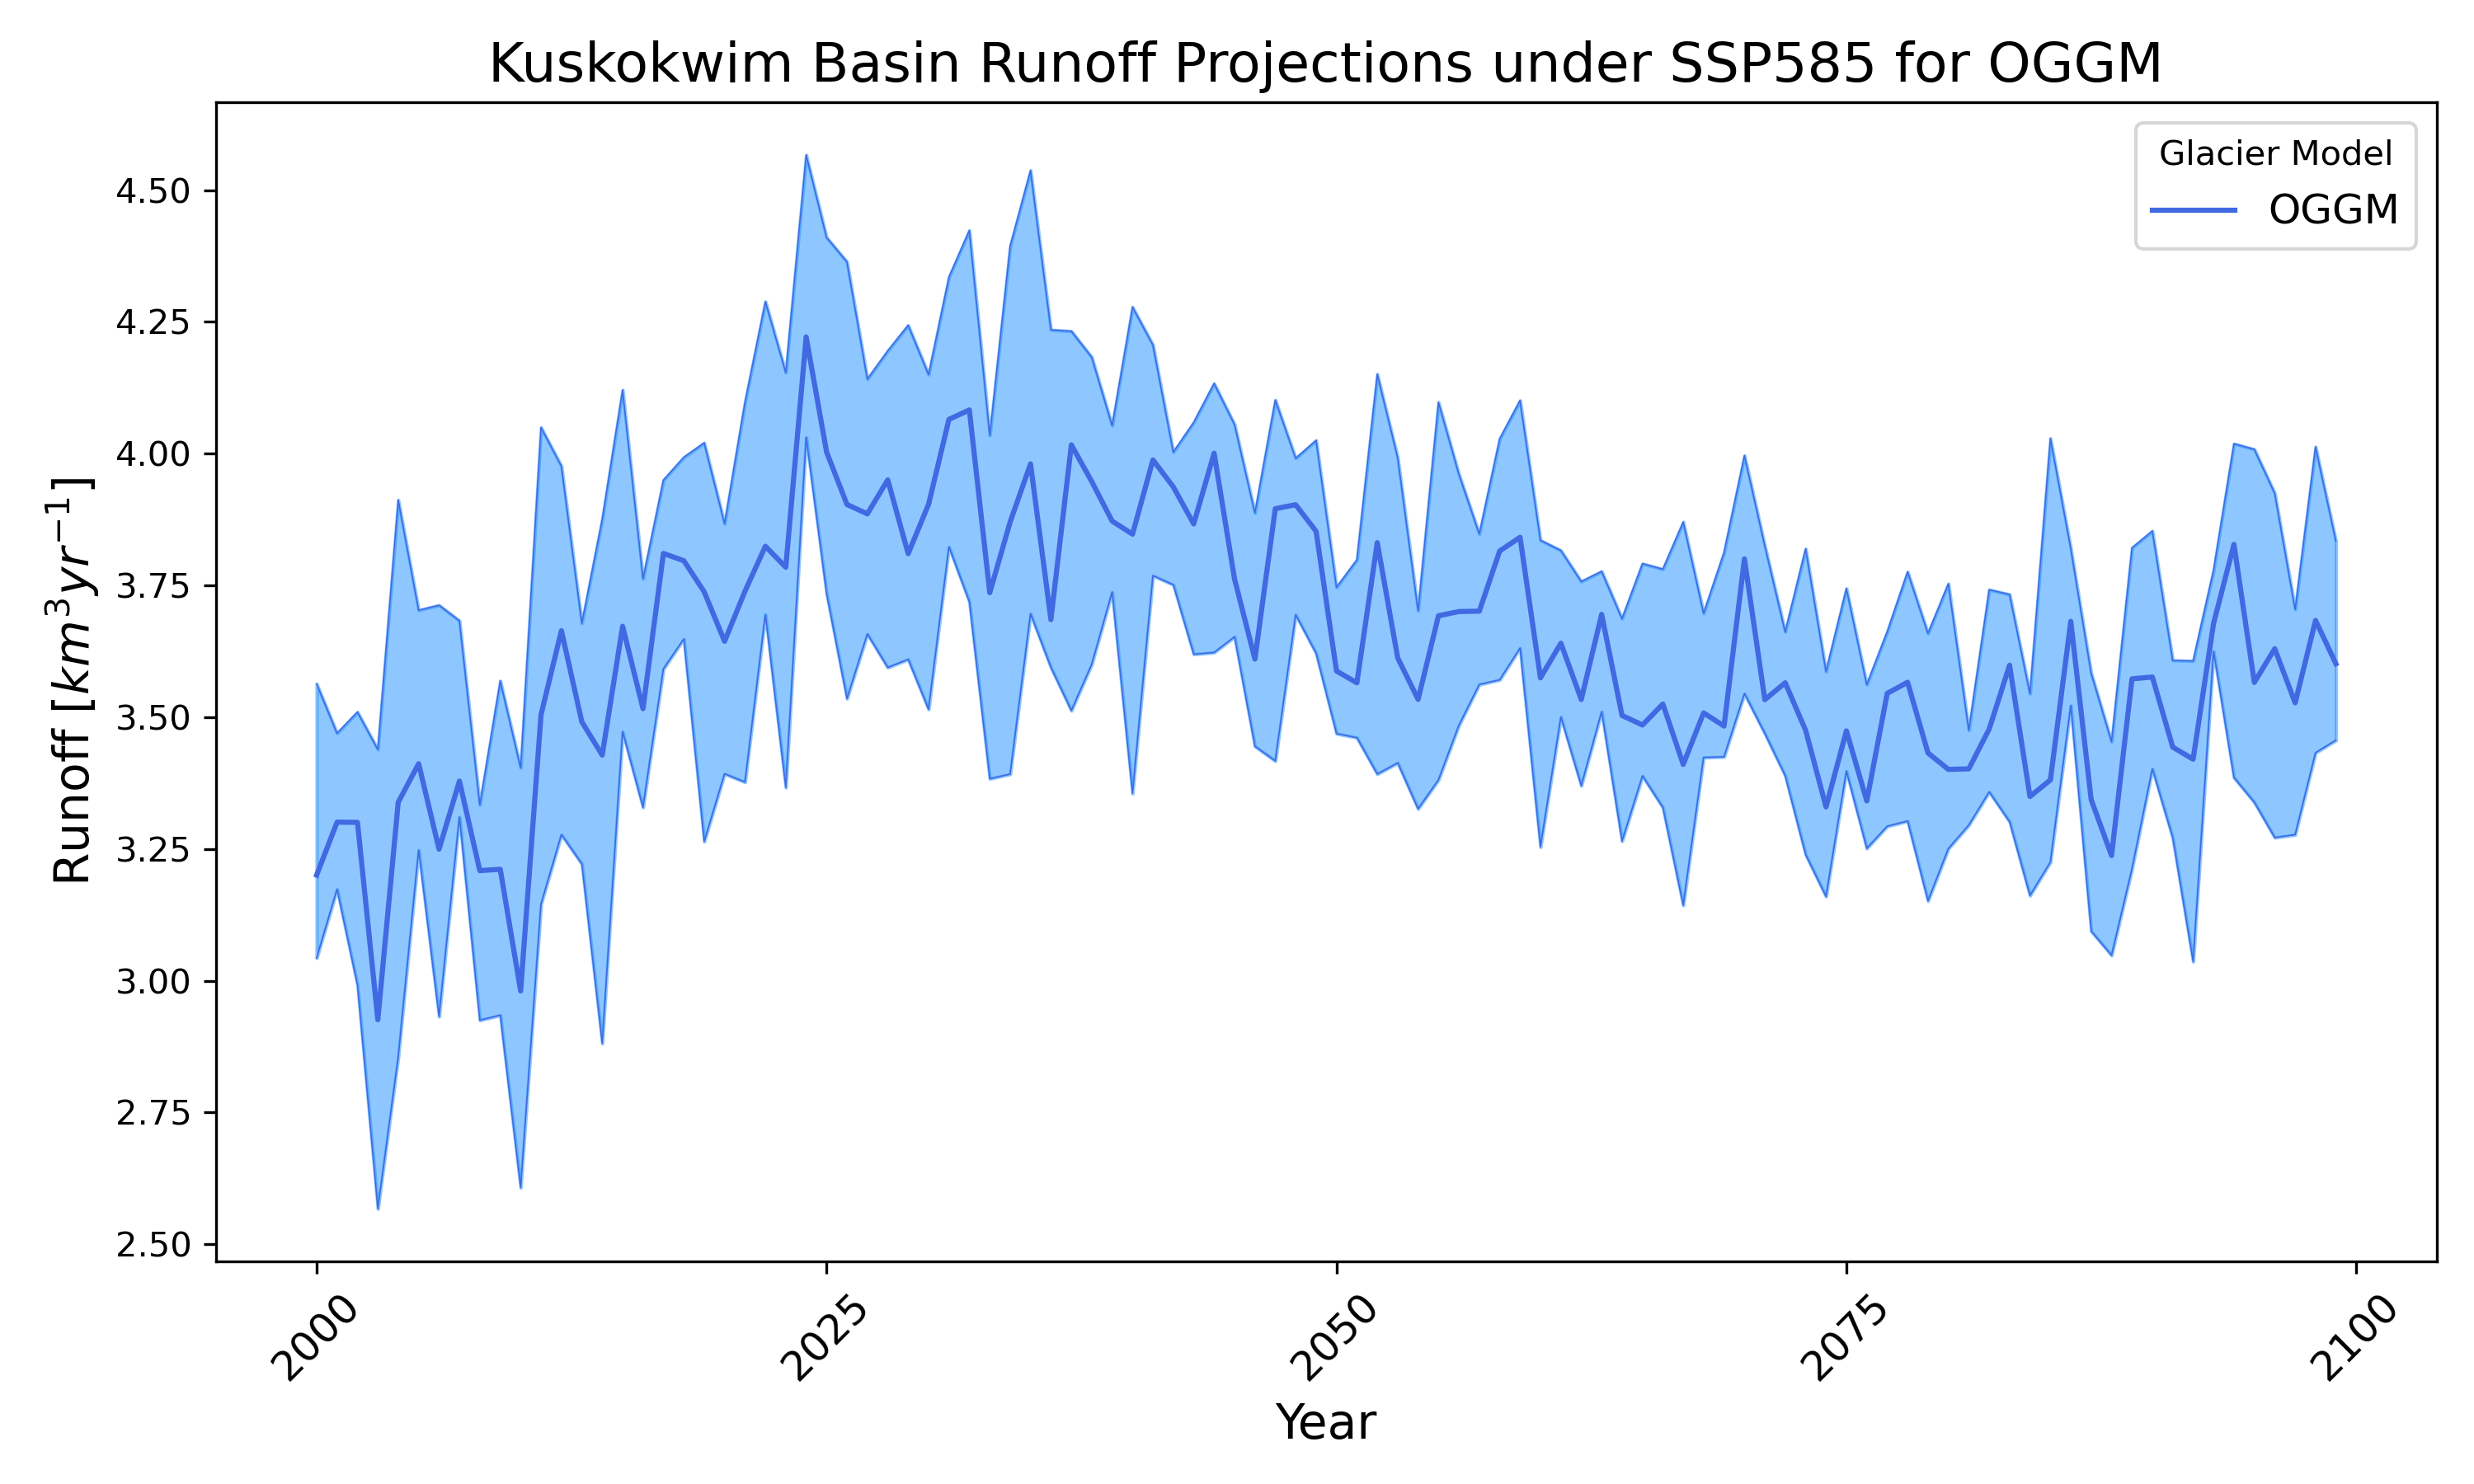 Kuskokwim Basin Runoff Projections under SSP585 for OGGM
Glacier Model
OGGM
Runoff [km³yr⁻¹]
4.50
4.25
4.00
3.75
3.50
3.25
3.00
2.75
2.50
2000
2025
2050
2075
2100
Year